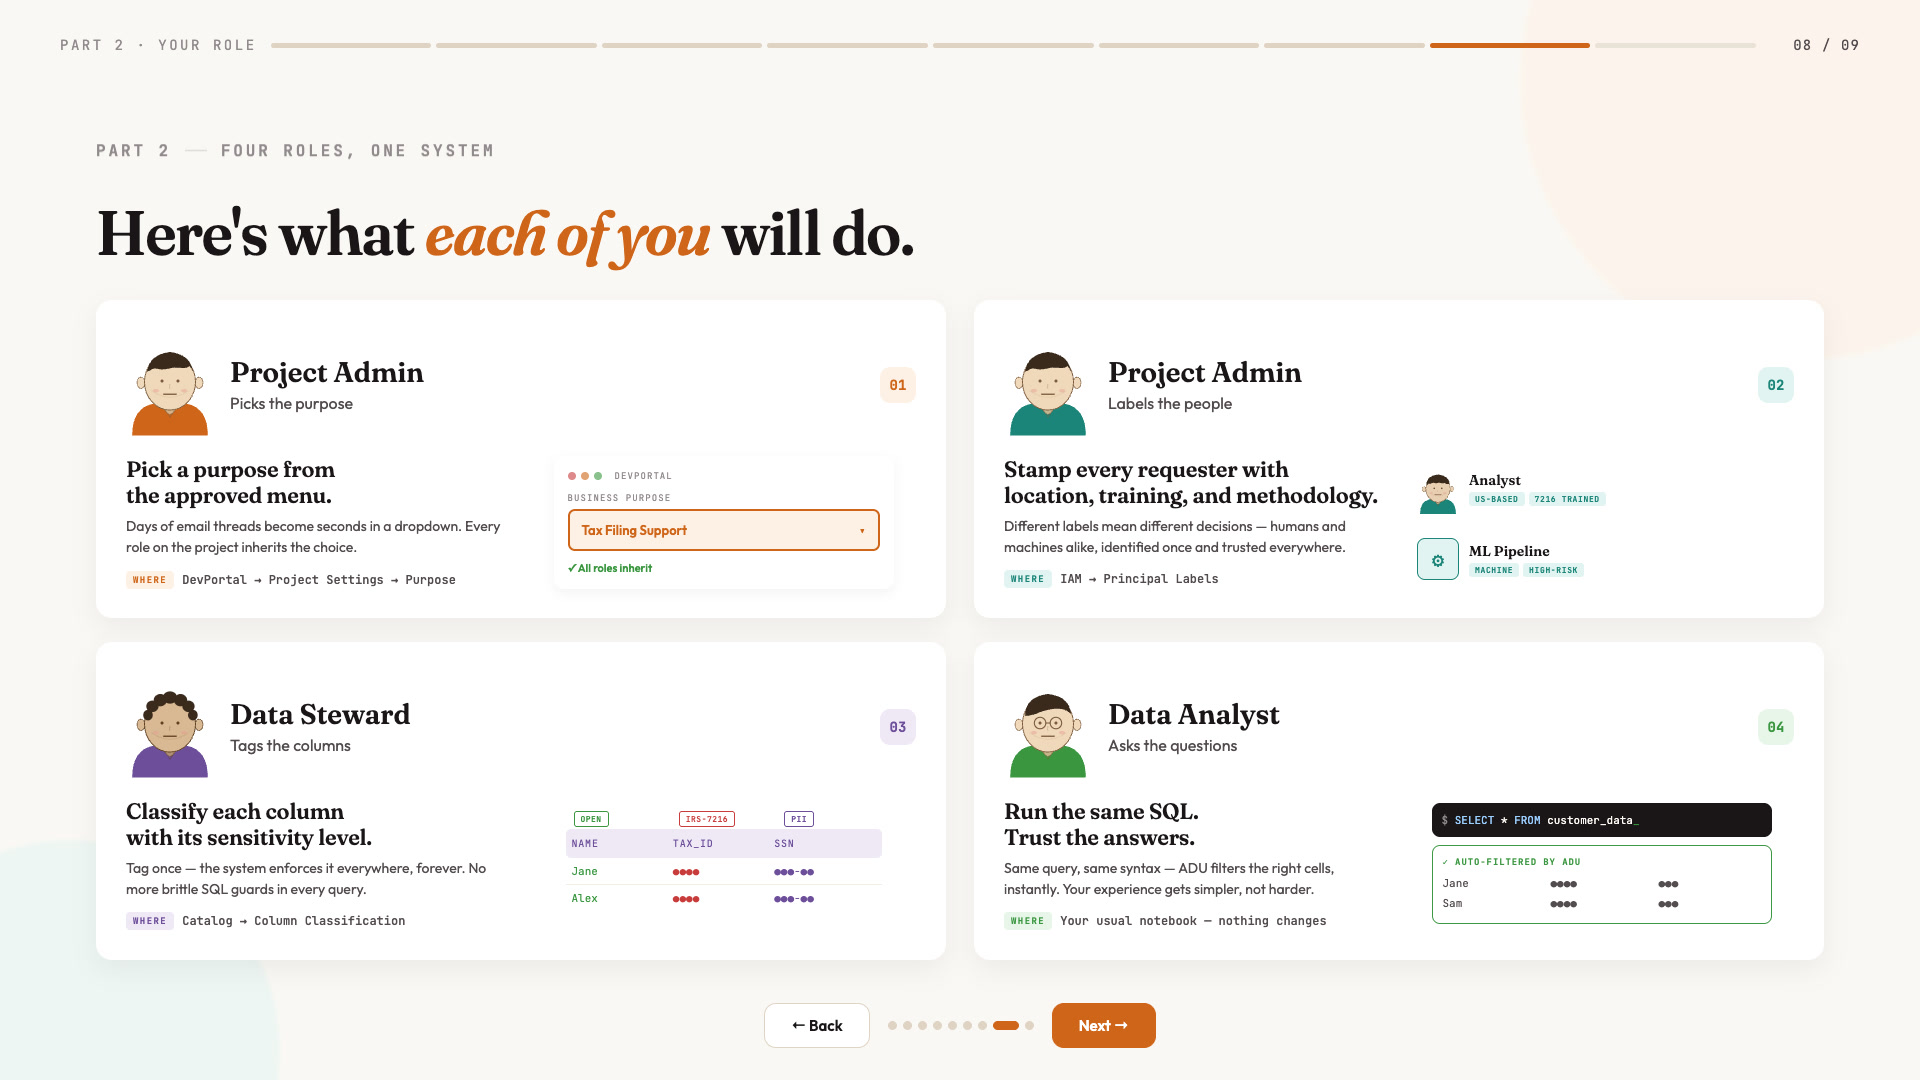 PART 2 · YOUR ROLE
08 / 09
PART 2 — FOUR ROLES, ONE SYSTEM
Here's what each of you will do.
Project Admin
Picks the purpose
01
Pick a purpose from
the approved menu.
Days of email threads become seconds in a dropdown. Every
role on the project inherits the choice.
WHERE DevPortal → Project Settings → Purpose
DEVPORTAL
BUSINESS PURPOSE
Tax Filing Support ▾
✓ All roles inherit
Project Admin
Labels the people
02
Stamp every requester with
location, training, and methodology.
Different labels mean different decisions — humans and
machines alike, identified once and trusted everywhere.
WHERE IAM → Principal Labels
Analyst
US-BASED 7216 TRAINED
ML Pipeline
MACHINE HIGH-RISK
Data Steward
Tags the columns
03
Classify each column
with its sensitivity level.
Tag once — the system enforces it everywhere, forever. No
more brittle SQL guards in every query.
WHERE Catalog → Column Classification
OPEN IRS-7216 PII
NAME TAX_ID SSN
Jane ●●●● ●●●-●●
Alex ●●●● ●●●-●●
Data Analyst
Asks the questions
04
Run the same SQL.
Trust the answers.
Same query, same syntax — ADU filters the right cells,
instantly. Your experience gets simpler, not harder.
WHERE Your usual notebook — nothing changes
$ SELECT * FROM customer_data_
✓ AUTO-FILTERED BY ADU
Jane ●●●● ●●●
Sam ●●●● ●●●
← Back
Next →